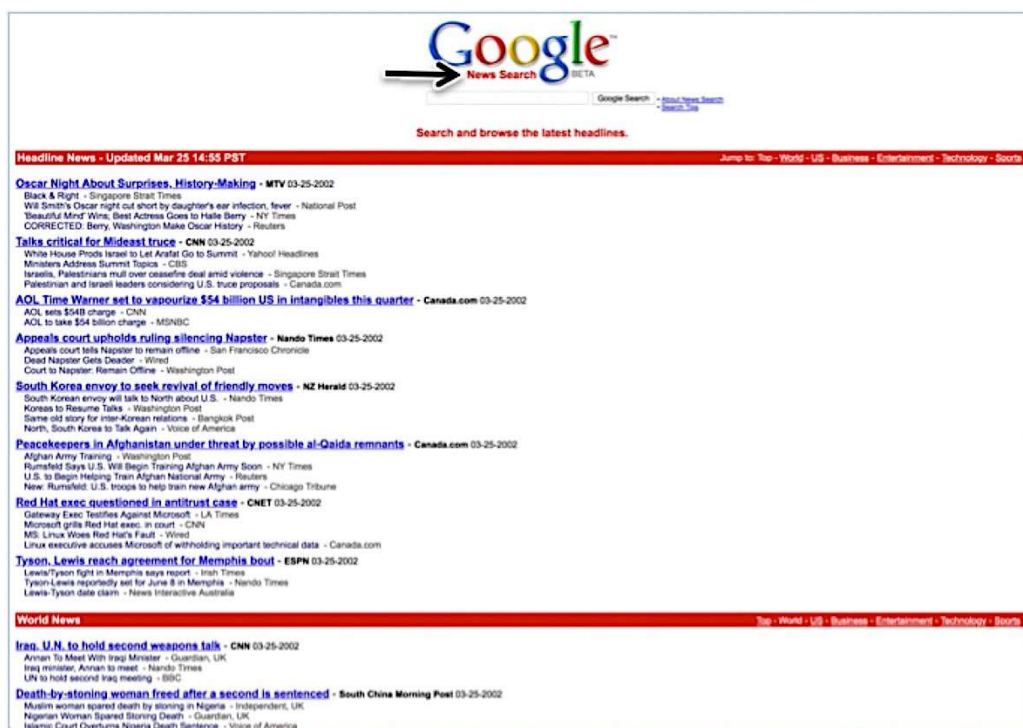 Google™
News Search BETA
Google Search - About News Search
- Search Tips
Search and browse the latest headlines.
Headline News - Updated Mar 25 14:55 PST Jump to: Top - World - US - Business - Entertainment - Technology - Sports
Oscar Night About Surprises, History-Making - MTV 03-25-2002
Black & Right - Singapore Strait Times
Will Smith's Oscar night cut short by daughter's ear infection, fever - National Post
'Beautiful Mind' Wins; Best Actress Goes to Halle Berry - NY Times
CORRECTED: Berry, Washington Make Oscar History - Reuters
Talks critical for Mideast truce - CNN 03-25-2002
White House Prods Israel to Let Arafat Go to Summit - Yahoo! Headlines
Ministers Address Summit Topics - CBS
Israelis, Palestinians mull over ceasefire deal amid violence - Singapore Strait Times
Palestinian and Israeli leaders considering U.S. truce proposals - Canada.com
AOL Time Warner set to vapourize $54 billion US in intangibles this quarter - Canada.com 03-25-2002
AOL sets $54B charge - CNN
AOL to take $54 billion charge - MSNBC
Appeals court upholds ruling silencing Napster - Nando Times 03-25-2002
Appeals court tells Napster to remain offline - San Francisco Chronicle
Dead Napster Gets Deader - Wired
Court to Napster: Remain Offline - Washington Post
South Korea envoy to seek revival of friendly moves - NZ Herald 03-25-2002
South Korean envoy will talk to North about U.S. - Nando Times
Koreas to Resume Talks - Washington Post
Same old story for inter-Korean relations - Bangkok Post
North, South Korea to Talk Again - Voice of America
Peacekeepers in Afghanistan under threat by possible al-Qaida remnants - Canada.com 03-25-2002
Afghan Army Training - Washington Post
Rumsfeld Says U.S. Will Begin Training Afghan Army Soon - NY Times
U.S. to Begin Helping Train Afghan National Army - Reuters
New: Rumsfeld: U.S. troops to help train new Afghan army - Chicago Tribune
Red Hat exec questioned in antitrust case - CNET 03-25-2002
Gateway Exec Testifies Against Microsoft - LA Times
Microsoft grills Red Hat exec. in court - CNN
MS: Linux Woes Red Hat's Fault - Wired
Linux executive accuses Microsoft of withholding important technical data - Canada.com
Tyson, Lewis reach agreement for Memphis bout - ESPN 03-25-2002
Lewis/Tyson fight in Memphis says report - Irish Times
Tyson-Lewis reportedly set for June 8 in Memphis - Nando Times
Lewis-Tyson date claim - News Interactive Australia
World News Top - World - US - Business - Entertainment - Technology - Sports
Iraq, U.N. to hold second weapons talk - CNN 03-25-2002
Annan To Meet With Iraqi Minister - Guardian, UK
Iraq minister, Annan to meet - Nando Times
UN to hold second Iraq meeting - BBC
Death-by-stoning woman freed after a second is sentenced - South China Morning Post 03-25-2002
Muslim woman spared death by stoning in Nigeria - Independent, UK
Nigerian Woman Spared Stoning Death - Guardian, UK
Islamic Court Overturns Nigeria Death Sentence - Voice of America